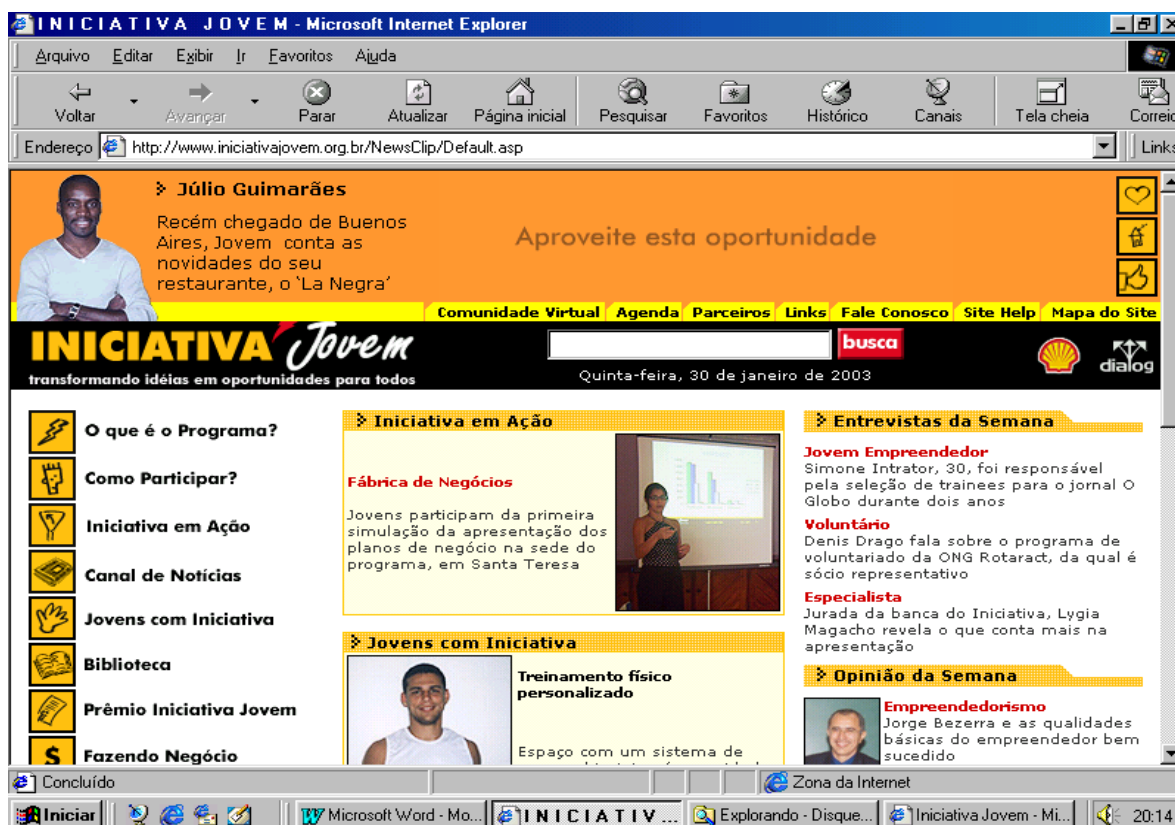 I N I C I A T I V A   J O V E M - Microsoft Internet Explorer
Arquivo Editar Exibir Ir Favoritos Ajuda
Voltar Avançar Parar Atualizar Página inicial Pesquisar Favoritos Histórico Canais Tela cheia Correio
Endereço http://www.iniciativajovem.org.br/NewsClip/Default.asp Links
Júlio Guimarães
Recém chegado de Buenos
Aires, Jovem conta as
novidades do seu
restaurante, o 'La Negra'
Aproveite esta oportunidade
Comunidade Virtual Agenda Parceiros Links Fale Conosco Site Help Mapa do Site
INICIATIVA Jovem
transformando idéias em oportunidades para todos
busca
Quinta-feira, 30 de janeiro de 2003
dialog
O que é o Programa?
Como Participar?
Iniciativa em Ação
Canal de Notícias
Jovens com Iniciativa
Biblioteca
Prêmio Iniciativa Jovem
$ Fazendo Negócio
Iniciativa em Ação
Fábrica de Negócios
Jovens participam da primeira
simulação da apresentação dos
planos de negócio na sede do
programa, em Santa Teresa
Jovens com Iniciativa
Treinamento físico
personalizado
Espaço com um sistema de
Entrevistas da Semana
Jovem Empreendedor
Simone Intrator, 30, foi responsável
pela seleção de trainees para o jornal O
Globo durante dois anos
Voluntário
Denis Drago fala sobre o programa de
voluntariado da ONG Rotaract, da qual é
sócio representativo
Especialista
Jurada da banca do Iniciativa, Lygia
Magacho revela o que conta mais na
apresentação
Opinião da Semana
Empreendedorismo
Jorge Bezerra e as qualidades
básicas do empreendedor bem
sucedido
Concluído Zona da Internet
Iniciar Microsoft Word - Mo... I N I C I A T I V ... Explorando - Disque... Iniciativa Jovem - Mi... 20:14